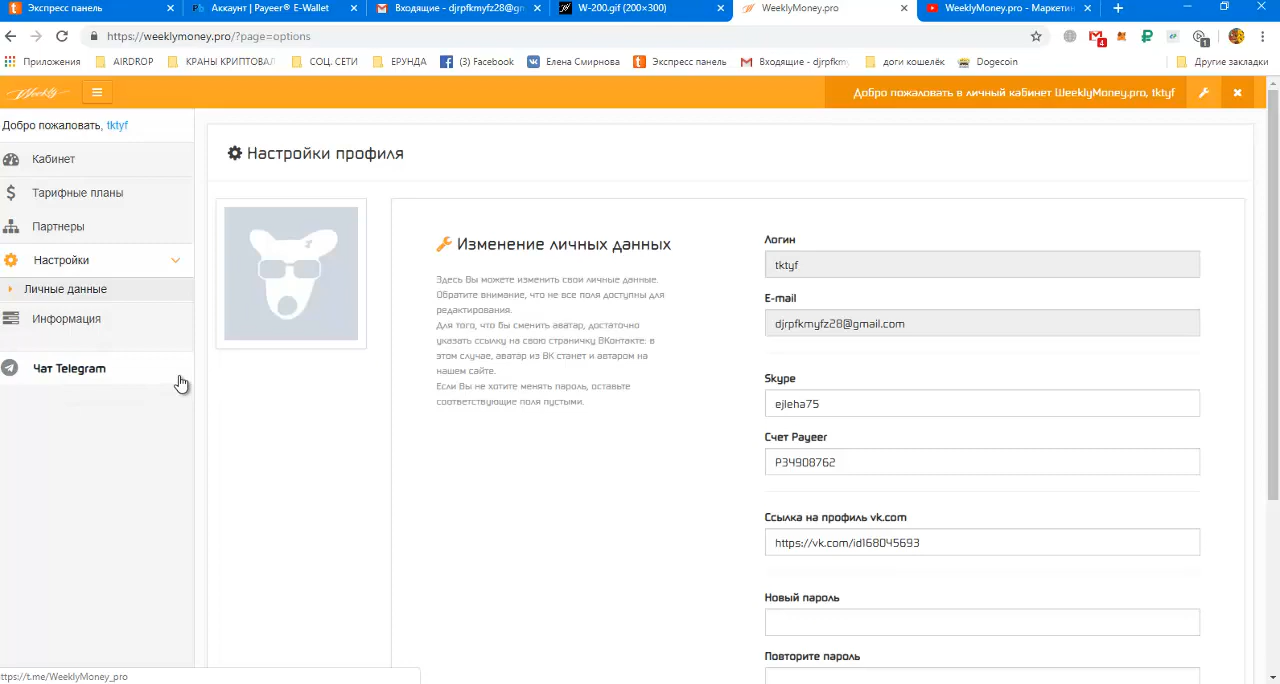 Экспресс панель
Аккаунт | Payeer® E-Wallet
Входящие - djrpfkmyfz28@gm
W-200.gif (200×300)
WeeklyMoney.pro
WeeklyMoney.pro - Маркетин
https://weeklymoney.pro/?page=options
4
1
Приложения
AIRDROP
КРАНЫ КРИПТОВАЛ
СОЦ. СЕТИ
ЕРУНДА
(3) Facebook
Елена Смирнова
Экспресс панель
Входящие - djrpfkmy
доги кошелёк
Dogecoin
Другие закладки
Weekly
Добро пожаловать в личный кабинет WeeklyMoney.pro, tktyf
Добро пожаловать, tktyf
Кабинет
Тарифные планы
Партнеры
Настройки
Личные данные
Информация
Чат Telegram
Настройки профиля
Изменение личных данных
Здесь Вы можете изменить свои личные данные.
Обратите внимание, что не все поля доступны для
редактирования.
Для того, что бы сменить аватар, достаточно
указать ссылку на свою страничку ВКонтакте: в
этом случае, аватар из ВК станет и автаром на
нашем сайте.
Если Вы не хотите менять пароль, оставьте
соответствующие поля пустыми.
Логин
tktyf
E-mail
djrpfkmyfz28@gmail.com
Skype
ejleha75
Счет Payeer
P34908762
Ссылка на профиль vk.com
https://vk.com/id168045693
Новый пароль
Повторите пароль
ttps://t.me/WeeklyMoney_pro